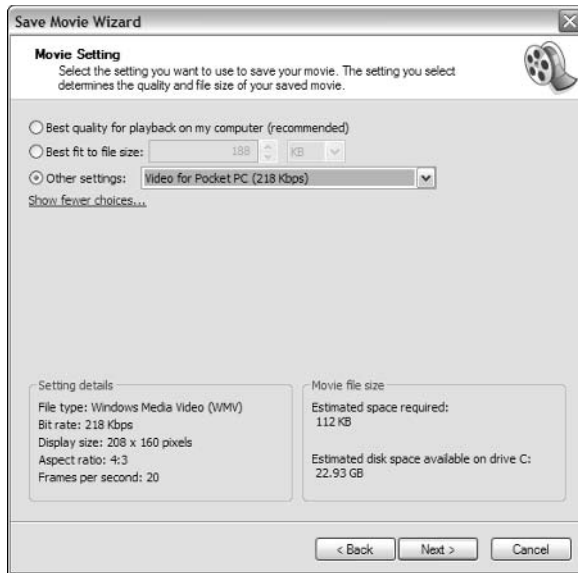 Save Movie Wizard
Movie Setting
Select the setting you want to use to save your movie. The setting you select
determines the quality and file size of your saved movie.
Best quality for playback on my computer (recommended)
Best fit to file size: 188 KB
Other settings: Video for Pocket PC (218 Kbps)
Show fewer choices...
Setting details
File type: Windows Media Video (WMV)
Bit rate: 218 Kbps
Display size: 208 x 160 pixels
Aspect ratio: 4:3
Frames per second: 20
Movie file size
Estimated space required:
112 KB
Estimated disk space available on drive C:
22.93 GB
< Back Next > Cancel